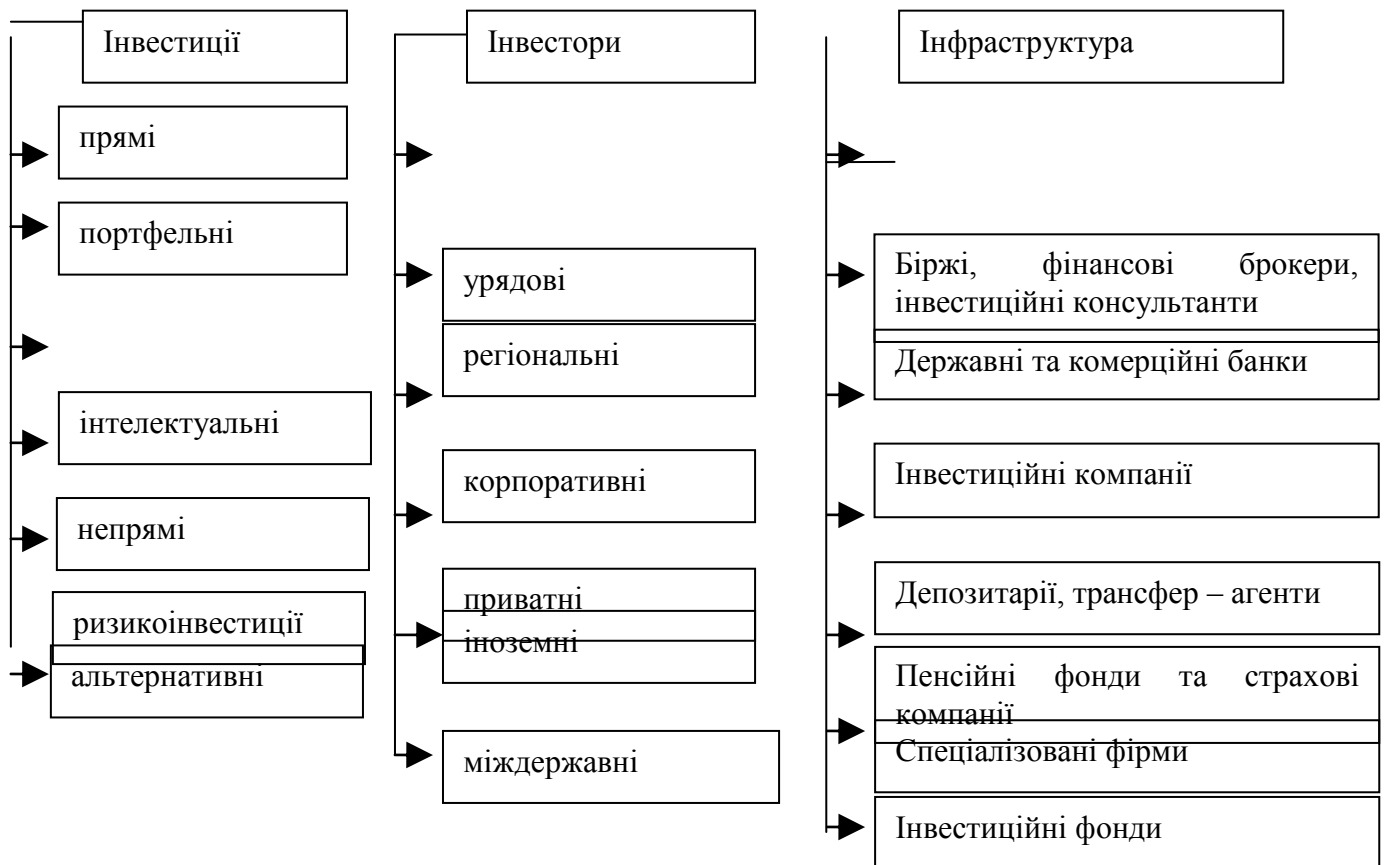 Інвестиції
прямі
портфельні
інтелектуальні
непрямі
ризикоінвестиції
альтернативні
Інвестори
урядові
регіональні
корпоративні
приватні
іноземні
міждержавні
Інфраструктура
Біржі, фінансові брокери,
інвестиційні консультанти
Державні та комерційні банки
Інвестиційні компанії
Депозитарії, трансфер – агенти
Пенсійні фонди та страхові
компанії
Спеціалізовані фірми
Інвестиційні фонди